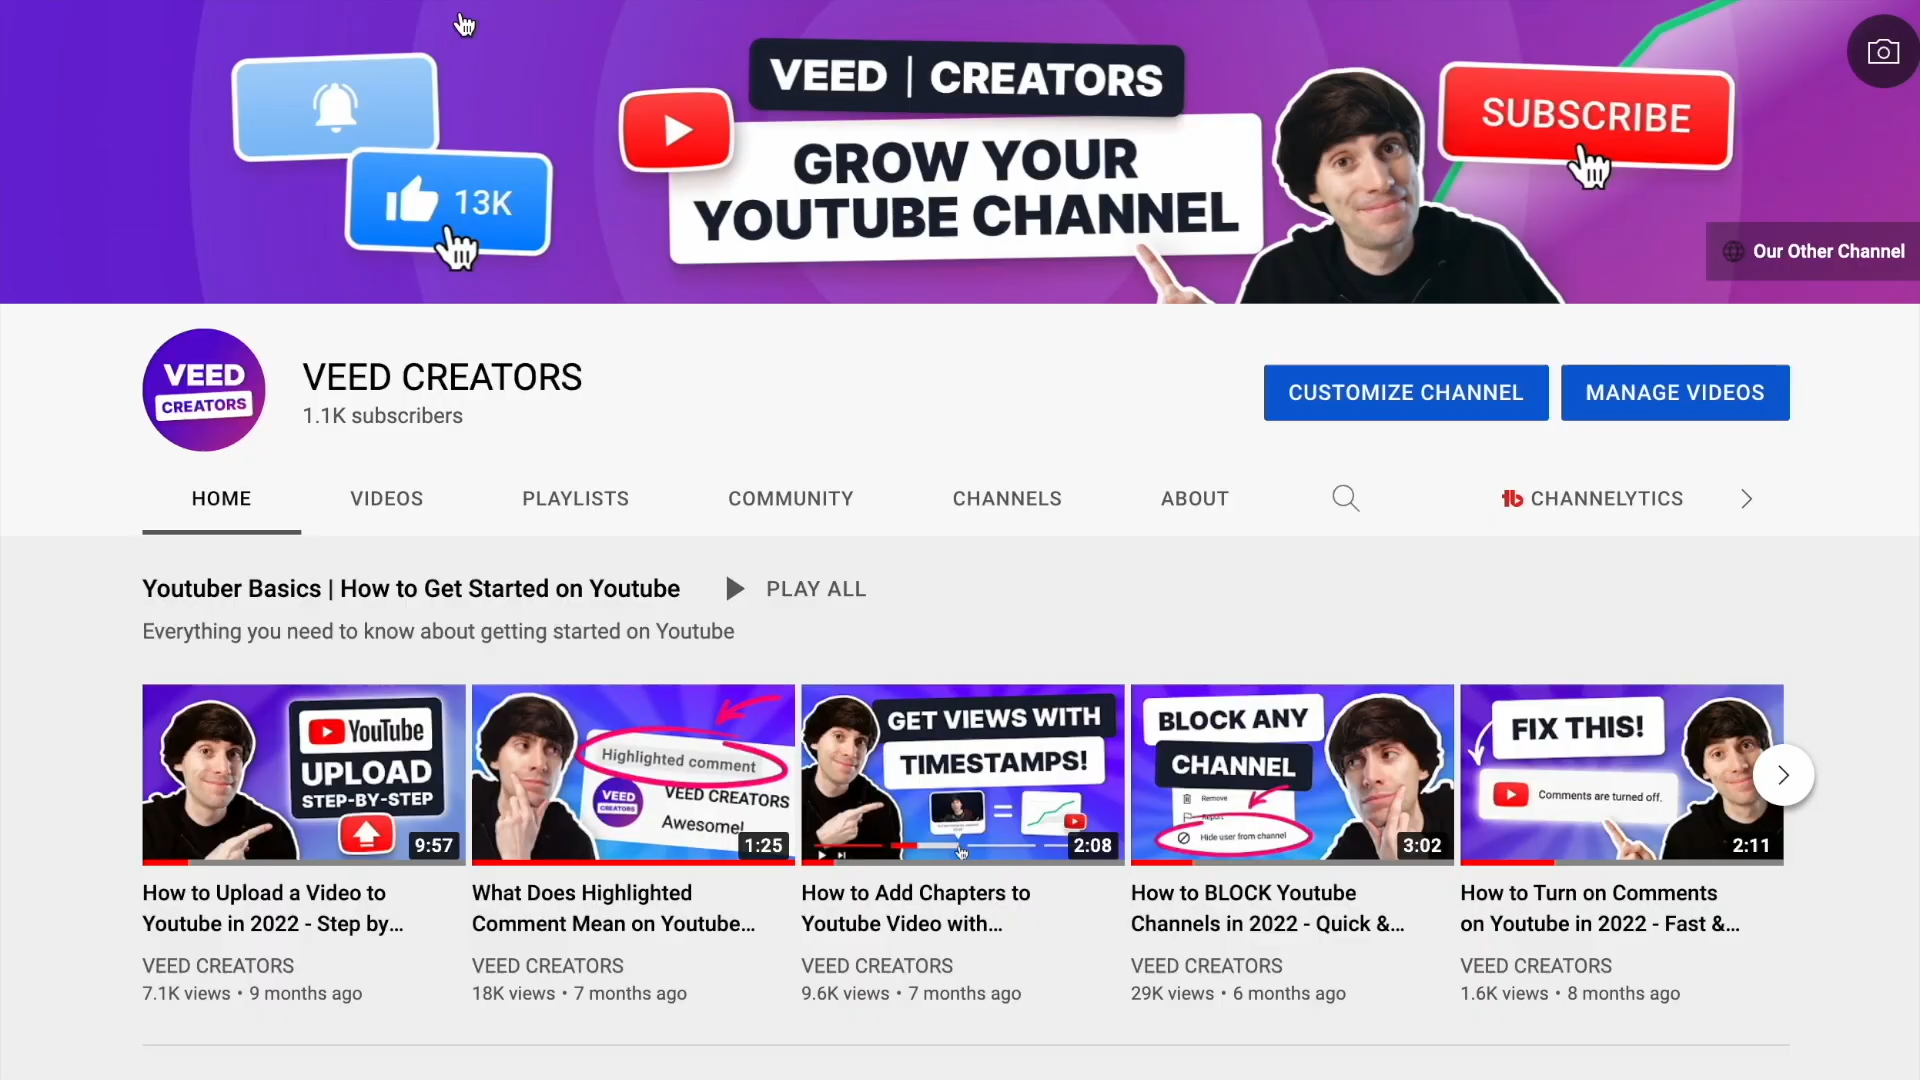 VEED | CREATORS
GROW YOUR
YOUTUBE CHANNEL
13K
SUBSCRIBE
Our Other Channel
VEED
CREATORS
VEED CREATORS
1.1K subscribers
CUSTOMIZE CHANNEL
MANAGE VIDEOS
HOME
VIDEOS
PLAYLISTS
COMMUNITY
CHANNELS
ABOUT
CHANNELYTICS
Youtuber Basics | How to Get Started on Youtube
PLAY ALL
Everything you need to know about getting started on Youtube
YouTube
UPLOAD
STEP-BY-STEP
9:57
Highlighted comment
VEED
CREATORS
VEED CREATORS
Awesome!
1:25
GET VIEWS WITH
TIMESTAMPS!
2:08
BLOCK ANY
CHANNEL
Remove
Report
Hide user from channel
3:02
FIX THIS!
Comments are turned off.
2:11
How to Upload a Video to
Youtube in 2022 - Step by...
VEED CREATORS
7.1K views • 9 months ago
What Does Highlighted
Comment Mean on Youtube...
VEED CREATORS
18K views • 7 months ago
How to Add Chapters to
Youtube Video with...
VEED CREATORS
9.6K views • 7 months ago
How to BLOCK Youtube
Channels in 2022 - Quick &...
VEED CREATORS
29K views • 6 months ago
How to Turn on Comments
on Youtube in 2022 - Fast &...
VEED CREATORS
1.6K views • 8 months ago